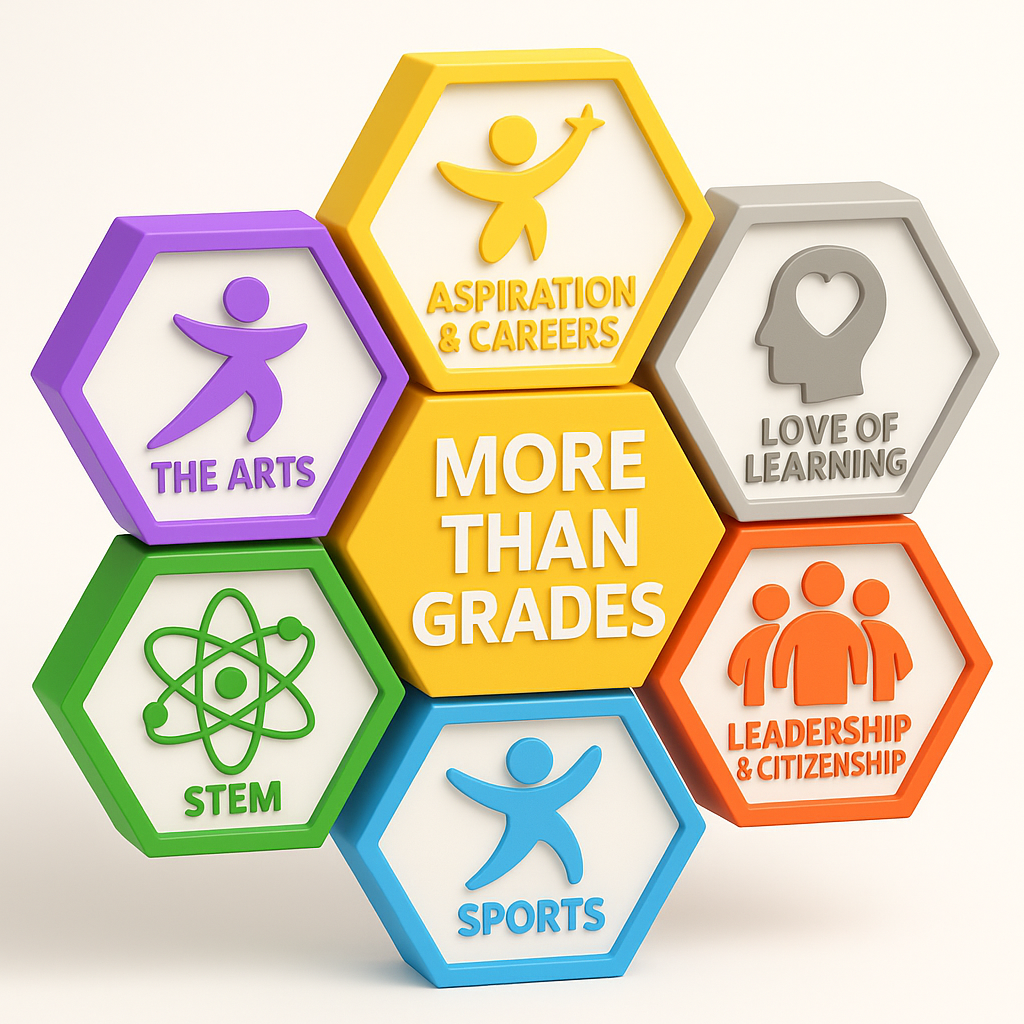 ASPIRATION
& CAREERS
THE ARTS
LOVE OF
LEARNING
MORE
THAN
GRADES
STEM
LEADERSHIP
& CITIZENSHIP
SPORTS